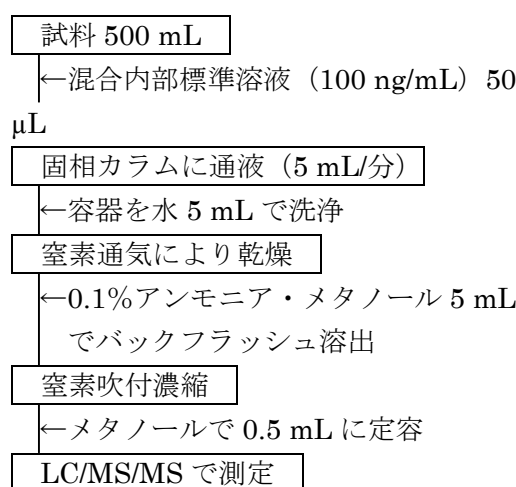 試料 500 mL
←混合内部標準溶液（100 ng/mL）50
μL
固相カラムに通液（5 mL/分）
←容器を水 5 mL で洗浄
窒素通気により乾燥
←0.1%アンモニア・メタノール 5 mL
でバックフラッシュ溶出
窒素吹付濃縮
←メタノールで 0.5 mL に定容
LC/MS/MS で測定